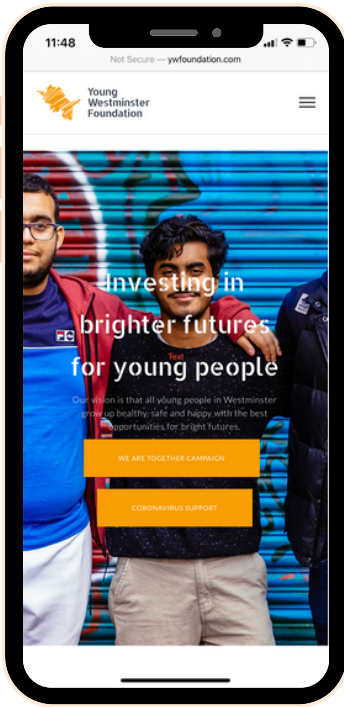 11:48
Not Secure — ywfoundation.com
Young
Westminster
Foundation
Investing in
brighter futures
Text
for young people
Our vision is that all young people in Westminster
grow up healthy, safe and happy with the best
opportunities for bright futures.
WE ARE TOGETHER CAMPAIGN
CORONAVIRUS SUPPORT